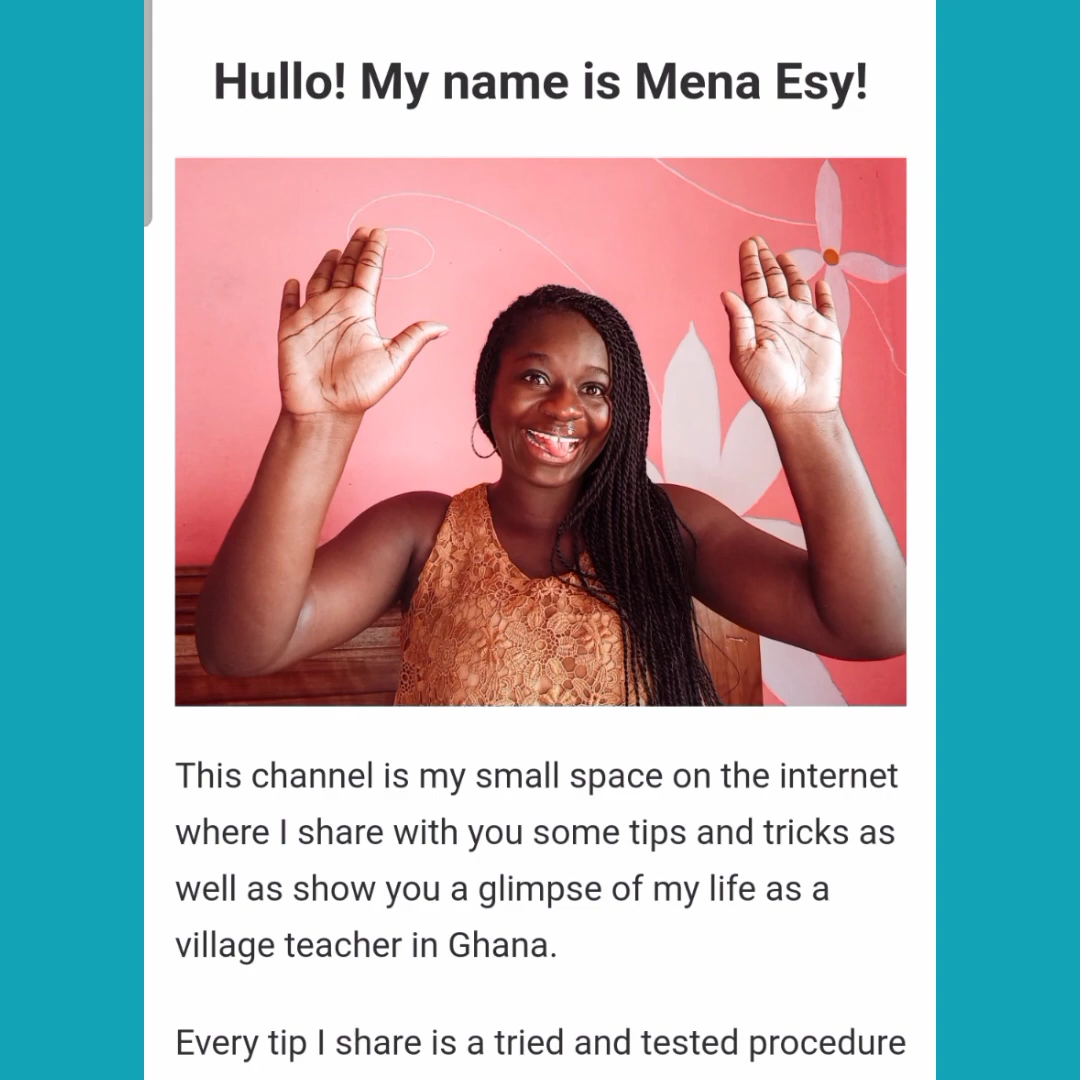 Hullo! My name is Mena Esy!
This channel is my small space on the internet
where I share with you some tips and tricks as
well as show you a glimpse of my life as a
village teacher in Ghana.
Every tip I share is a tried and tested procedure